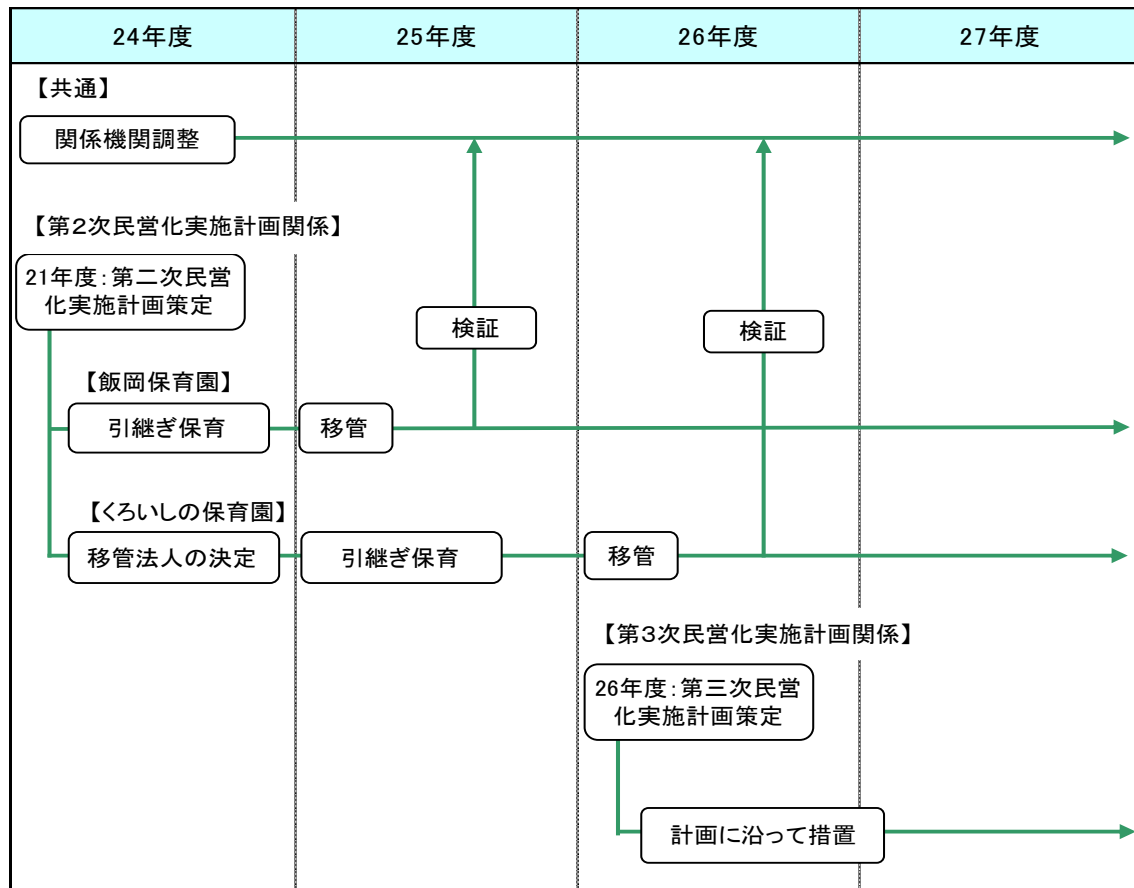 24年度
25年度
26年度
27年度
【共通】
関係機関調整
【第２次民営化実施計画関係】
21年度：第二次民営
化実施計画策定
検証
検証
【飯岡保育園】
引継ぎ保育
移管
【くろいしの保育園】
移管法人の決定
引継ぎ保育
移管
【第３次民営化実施計画関係】
26年度：第三次民営
化実施計画策定
計画に沿って措置